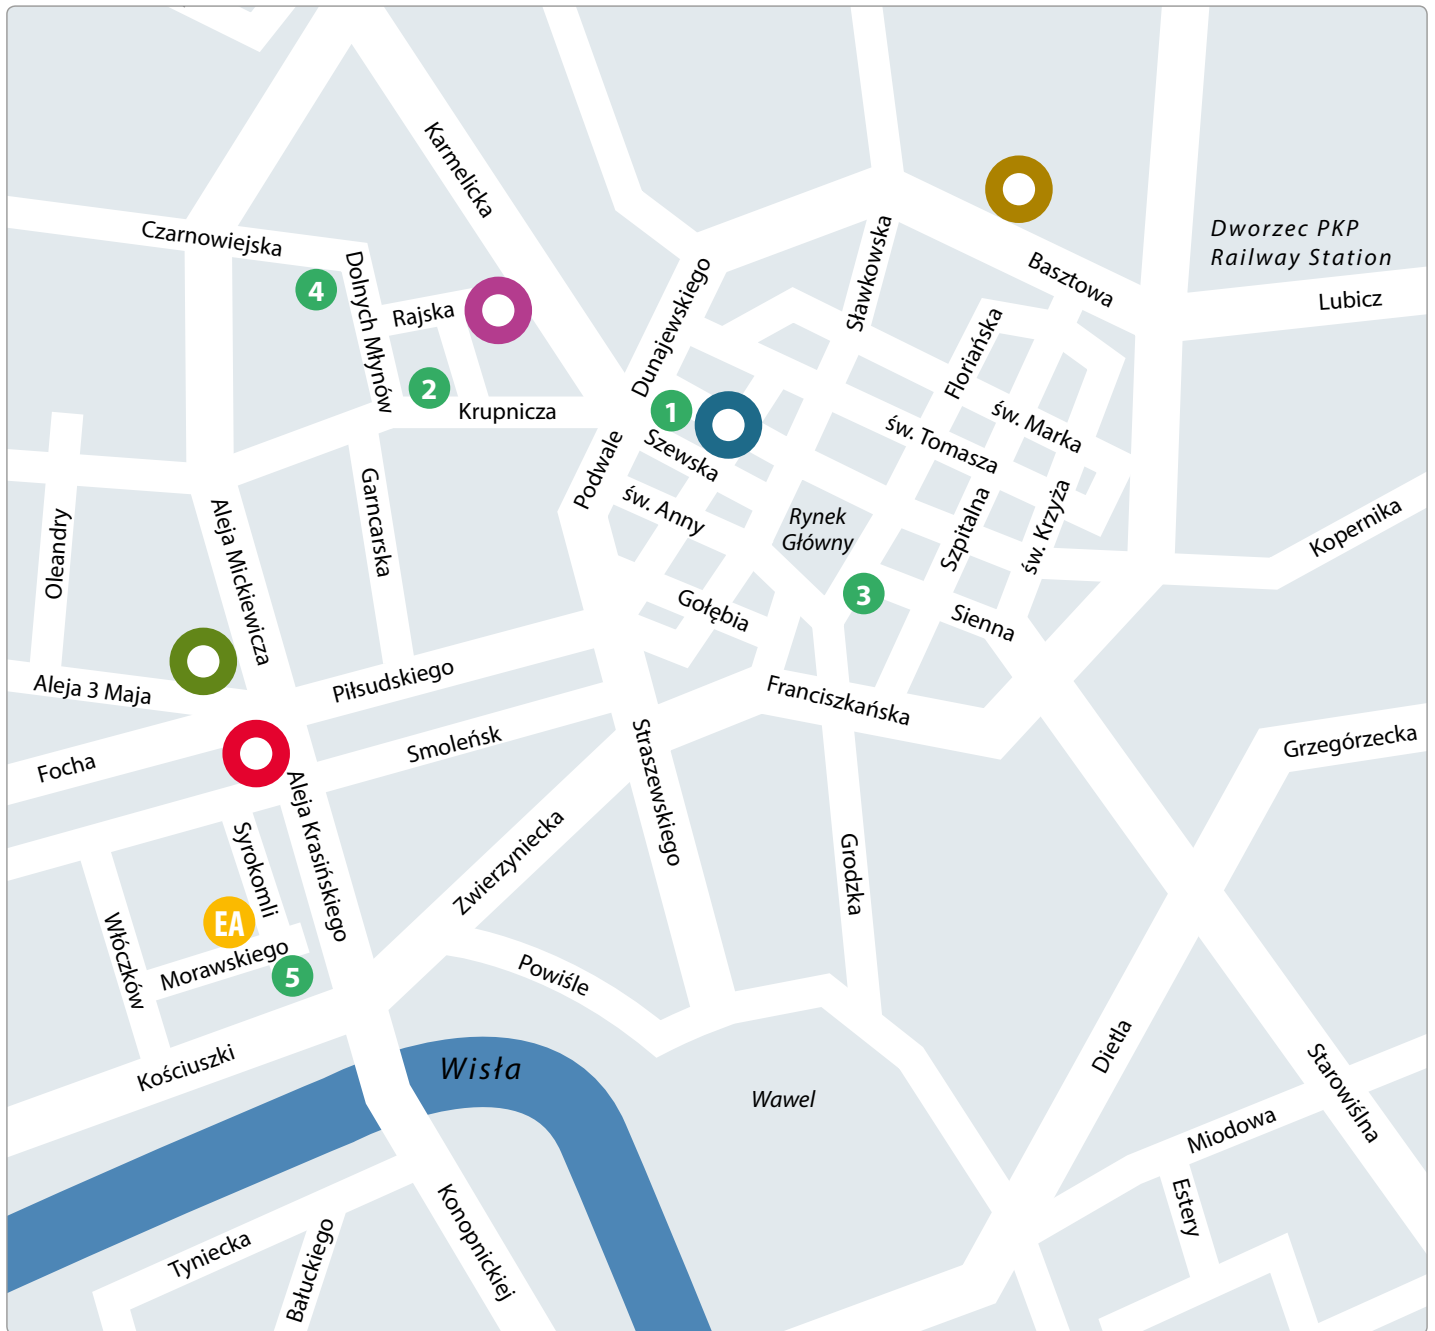 Karmelicka
Czarnowiejska
Dolnych Młynów
4
Rajska
2
Krupnicza
Dunajewskiego
1
Szewska
Podwale
św. Anny
Sławkowska
Basztowa
Dworzec PKP
Railway Station
Lubicz
Floriańska
św. Marka
św. Tomasza
Szpitalna
św. Krzyża
Rynek
Główny
3
Sienna
Kopernika
Gołębia
Oleandry
Aleja Mickiewicza
Garncarska
Aleja 3 Maja
Piłsudskiego
Franciszkańska
Focha
Smoleńsk
Straszewskiego
Grzegórzecka
Aleja Krasińskiego
Syrokomli
Zwierzyniecka
Grodzka
EA
Włóczków
Morawskiego
5
Powiśle
Kościuszki
Wisła
Wawel
Dietla
Starowiślna
Miodowa
Estery
Tyniecka
Bałuckiego
Konopnickiej